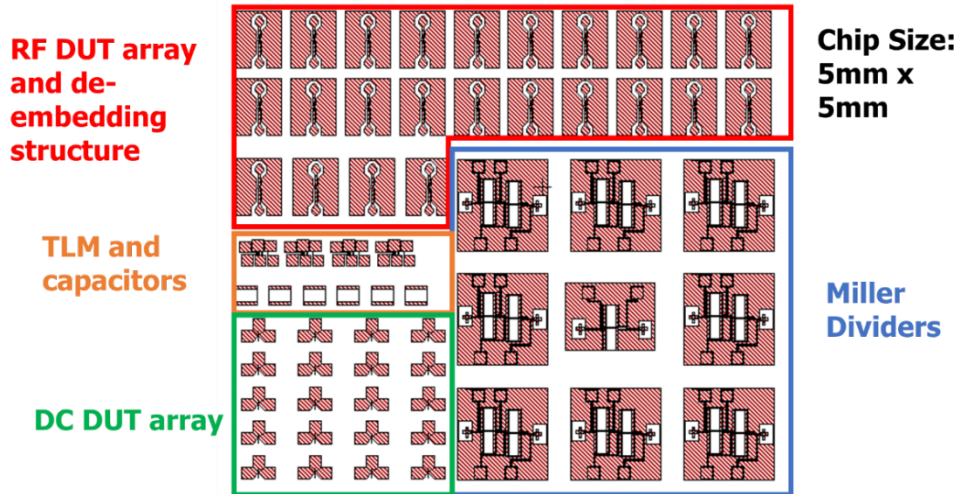 RF DUT array
and de-
embedding
structure
Chip Size:
5mm x
5mm
TLM and
capacitors
Miller
Dividers
DC DUT array